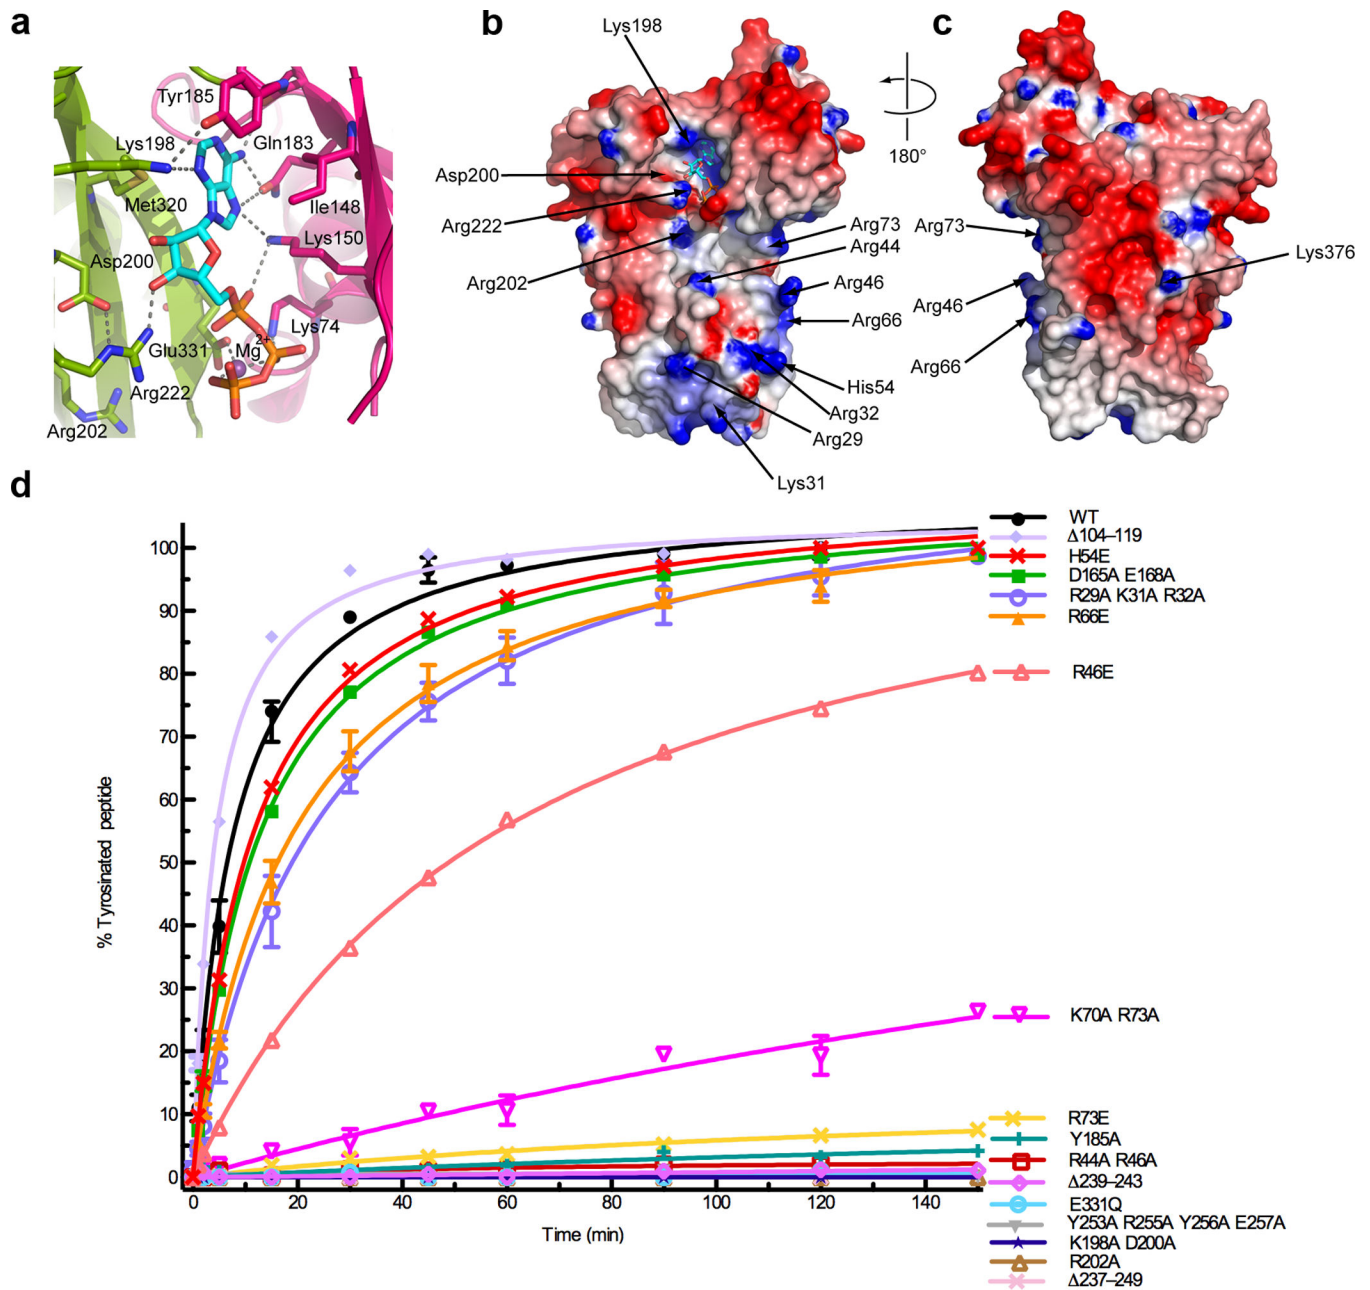 a
Tyr185
Lys198
Gln183
Met320
Ile148
Lys150
Asp200
Lys74
Mg2+
Glu331
Arg222
Arg202
b
Lys198
Asp200
Arg222
Arg202
Arg73
Arg44
Arg46
Arg66
His54
Arg32
Arg29
Lys31
180°
c
Arg73
Arg46
Arg66
Lys376
d
% Tyrosinated peptide
100
90
80
70
60
50
40
30
20
10
0
0 20 40 60 80 100 120 140
Time (min)
WT
Δ104–119
H54E
D165A E168A
R29A K31A R32A
R66E
R46E
K70A R73A
R73E
Y185A
R44A R46A
Δ239–243
E331Q
Y253A R255A Y256A E257A
K198A D200A
R202A
Δ237–249